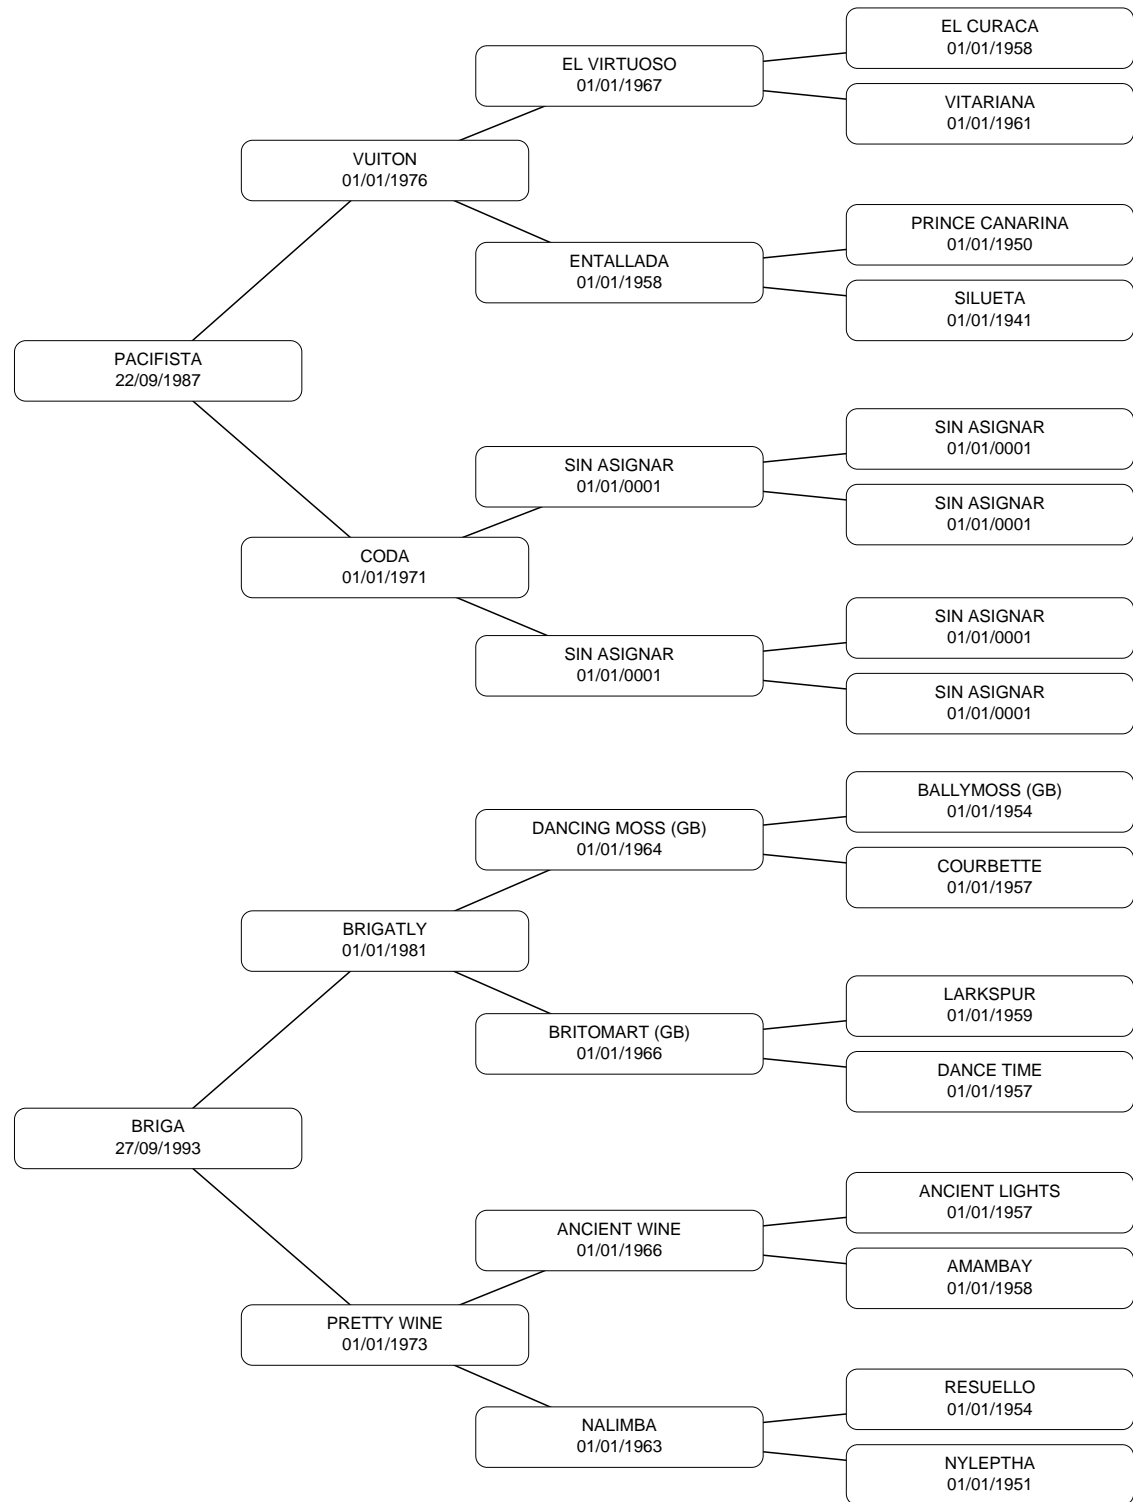 EL CURACA
01/01/1958
EL VIRTUOSO
01/01/1967
VITARIANA
01/01/1961
VUITON
01/01/1976
PRINCE CANARINA
01/01/1950
ENTALLADA
01/01/1958
SILUETA
01/01/1941
PACIFISTA
22/09/1987
SIN ASIGNAR
01/01/0001
SIN ASIGNAR
01/01/0001
SIN ASIGNAR
01/01/0001
CODA
01/01/1971
SIN ASIGNAR
01/01/0001
SIN ASIGNAR
01/01/0001
SIN ASIGNAR
01/01/0001
BALLYMOSS (GB)
01/01/1954
DANCING MOSS (GB)
01/01/1964
COURBETTE
01/01/1957
BRIGATLY
01/01/1981
LARKSPUR
01/01/1959
BRITOMART (GB)
01/01/1966
DANCE TIME
01/01/1957
BRIGA
27/09/1993
ANCIENT LIGHTS
01/01/1957
ANCIENT WINE
01/01/1966
AMAMBAY
01/01/1958
PRETTY WINE
01/01/1973
RESUELLO
01/01/1954
NALIMBA
01/01/1963
NYLEPTHA
01/01/1951